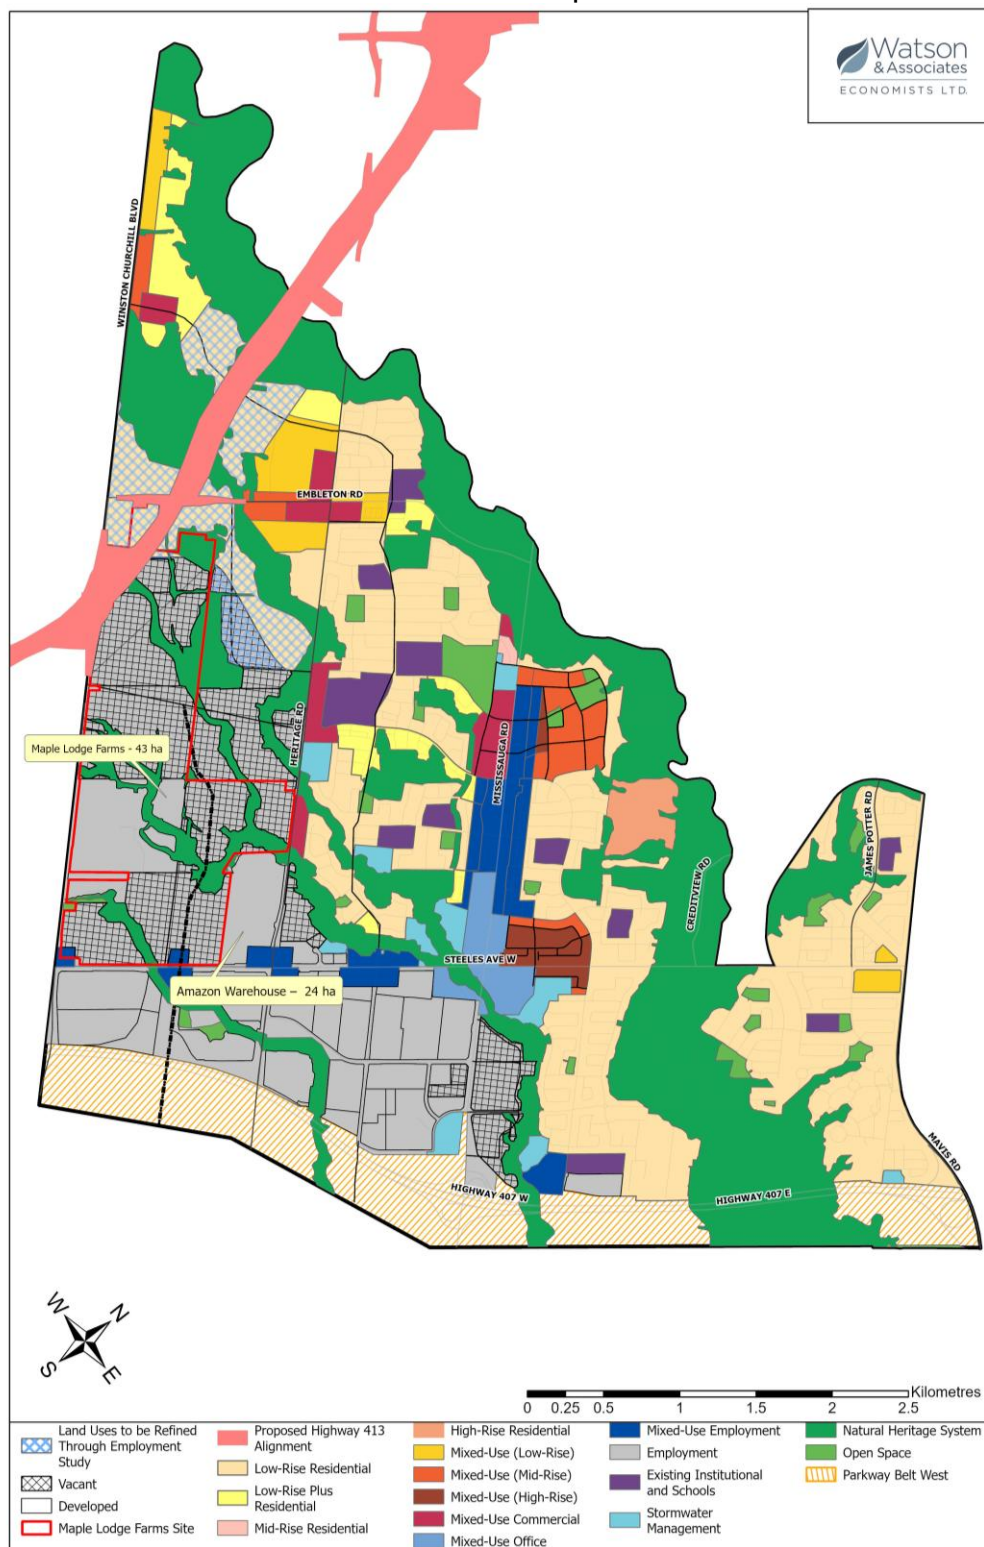 Watson
& Associates
ECONOMISTS LTD.
WINSTON CHURCHILL BLVD
EMBLETON RD
HERITAGE RD
MISSISSAUGA RD
Maple Lodge Farms - 43 ha
CREDITVIEW RD
JAMES POTTER RD
STEELES AVE W
Amazon Warehouse – 24 ha
MAVIS RD
HIGHWAY 407 W
HIGHWAY 407 E
W
N
S
E
Kilometres
0 0.25 0.5 1 1.5 2 2.5
Land Uses to be Refined
Through Employment
Study
Vacant
Developed
Maple Lodge Farms Site
Proposed Highway 413
Alignment
Low-Rise Residential
Low-Rise Plus
Residential
Mid-Rise Residential
High-Rise Residential
Mixed-Use (Low-Rise)
Mixed-Use (Mid-Rise)
Mixed-Use (High-Rise)
Mixed-Use Commercial
Mixed-Use Office
Mixed-Use Employment
Employment
Existing Institutional
and Schools
Stormwater
Management
Natural Heritage System
Open Space
Parkway Belt West